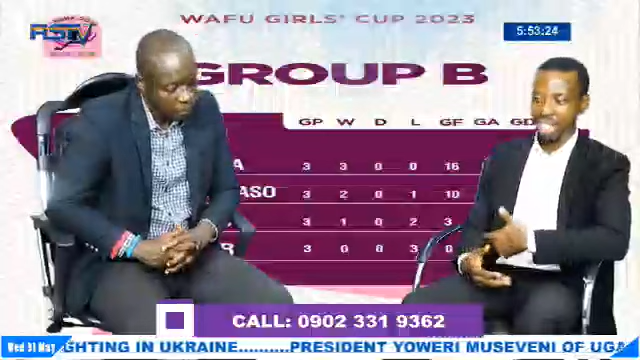 WAFU GIRLS' CUP 2023
5:53:24
GROUP B
GP W D L GF GA GD
A 3 3 0 0 16
ASO 3 2 0 1 10
3 1 0 2 3
3 0 0 3 0
CALL: 0902 331 9362
Wed 31 May
GHTING IN UKRAINE..........PRESIDENT YOWERI MUSEVENI OF UGA